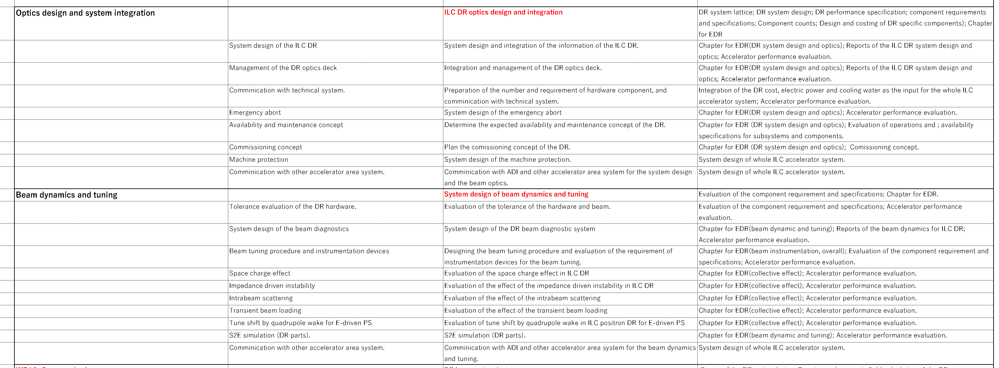 Optics design and system integration
ILC DR optics design and integration
DR system lattice; DR system design; DR performance specification; component requirements
and specifications; Component counts; Design and costing of DR specific components); Chapter
for EDR
System design of the ILC DR
System design and integration of the information of the ILC DR.
Chapter for EDR(DR system design and optics); Reports of the ILC DR system design and
optics; Accelerator performance evaluation.
Management of the DR optics deck
Integration and management of the DR optics deck.
Chapter for EDR(DR system design and optics); Reports of the ILC DR system design and
optics; Accelerator performance evaluation.
Comminication with technical system.
Preparation of the number and requirement of hardware component, and
comminication with technical system.
Integration of the DR cost, electric power and cooling water as the input for the whole ILC
accelerator system; Accelerator performance evaluation.
Emergency abort
System design of the emergency abort
Chapter for EDR(DR system design and optics); Accelerator performance evaluation.
Availability and maintenance concept
Determine the expected availability and maintenance concept of the DR.
Chapter for EDR (DR system design and optics); Evaluation of operations and ; availability
specifications for subsystems and components.
Commissioning concept
Plan the comissioning concept of the DR.
Chapter for EDR (DR system design and optics);  Comissioning concept.
Machine protection
System design of the machine protection.
System design of whole ILC accelerator system.
Comminication with other accelerator area system.
Comminication with ADI and other accelerator area system for the system design
and the beam optics.
System design of whole ILC accelerator system.
Beam dynamics and tuning
System design of beam dynamics and tuning
Evaluation of the component requirement and specifications; Chapter for EDR.
Tolerance evaluation of the DR hardware.
Evaluation of the tolerance of the hardware and beam.
Evaluation of the component requirement and specifications; Accelerator performance
evaluation.
System design of the beam diagnostics
System design of the DR beam diagnostic system
Chapter for EDR(beam dynamic and tuning); Reports of the beam dynamics for ILC DR;
Accelerator performance evaluation.
Beam tuning procedure and instrumentation devices
Designing the beam tuning procedure and evaluation of the requirement of
instrumentation devices for the beam tuning.
Chapter for EDR(beam instrumentation, overall); Evaluation of the component requirement and
specifications; Accelerator performance evaluation.
Space charge effect
Evaluation of the space charge effect in ILC DR
Chapter for EDR(collective effect); Accelerator performance evaluation.
Impedance driven instability
Evaluation of the effect of the impedance driven instability in ILC DR
Chapter for EDR(collective effect); Accelerator performance evaluation.
Intrabeam scattering
Evaluation of the effect of the intrabeam scattering
Chapter for EDR(collective effect); Accelerator performance evaluation.
Transient beam loading
Evaluation of the effect of the transient beam loading
Chapter for EDR(collective effect); Accelerator performance evaluation.
Tune shift by quadrupole wake for E-driven PS
Evaluation of tune shift by quadrupole wake in ILC positron DR for E-driven PS
Chapter for EDR(collective effect); Accelerator performance evaluation.
S2E simulation (DR parts).
S2E simulation (DR parts).
Chapter for EDR(beam dynamic and tuning); Accelerator performance evaluation.
Comminication with other accelerator area system.
Comminication with ADI and other accelerator area system for the beam dynamics
and tuning.
System design of whole ILC accelerator system.